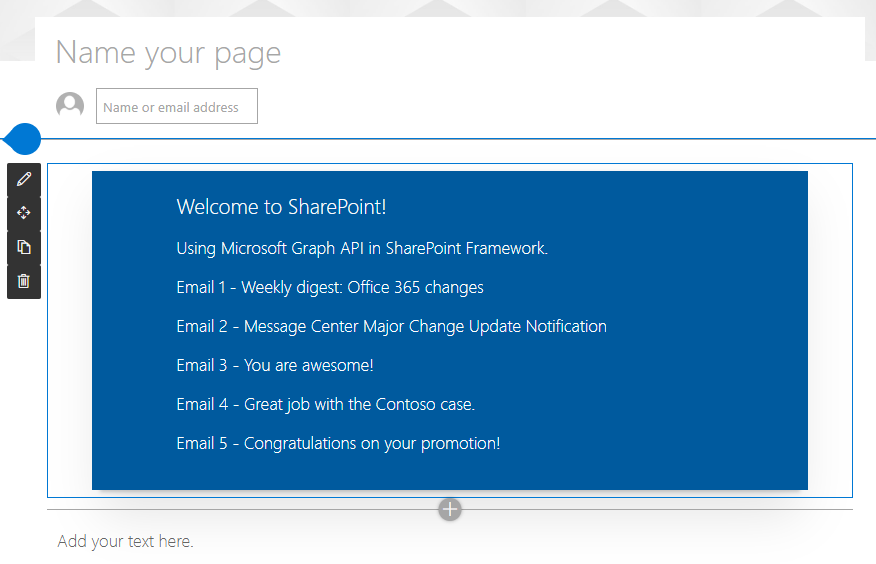 Name your page
Name or email address
Welcome to SharePoint!
Using Microsoft Graph API in SharePoint Framework.
Email 1 - Weekly digest: Office 365 changes
Email 2 - Message Center Major Change Update Notification
Email 3 - You are awesome!
Email 4 - Great job with the Contoso case.
Email 5 - Congratulations on your promotion!
Add your text here.